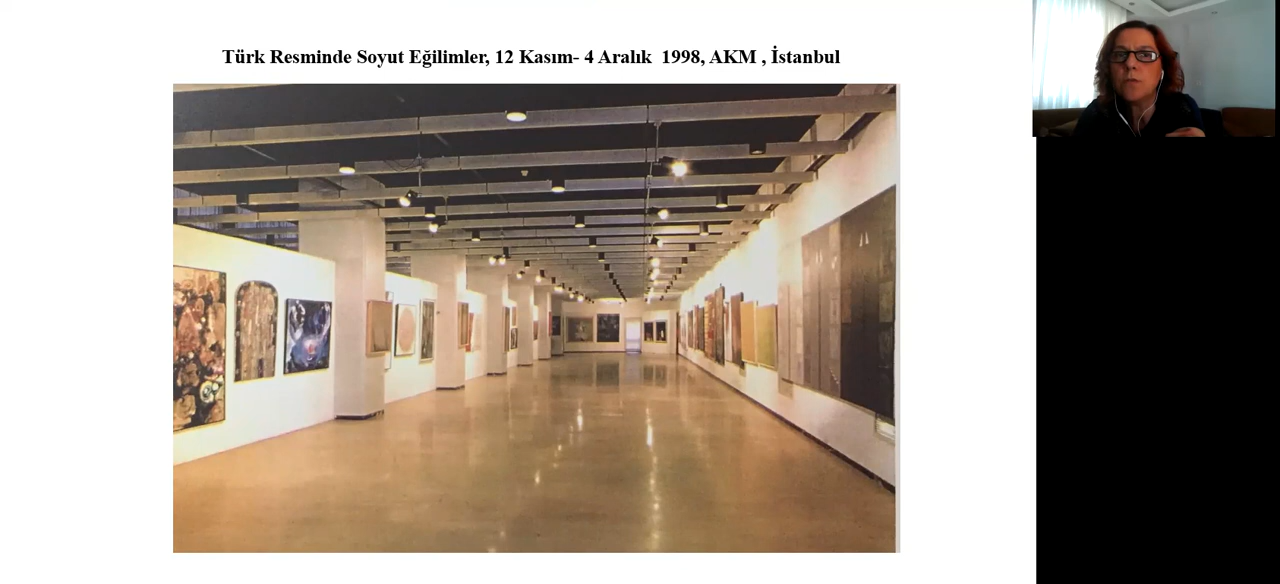 Türk Resminde Soyut Eğilimler, 12 Kasım- 4 Aralık  1998, AKM , İstanbul